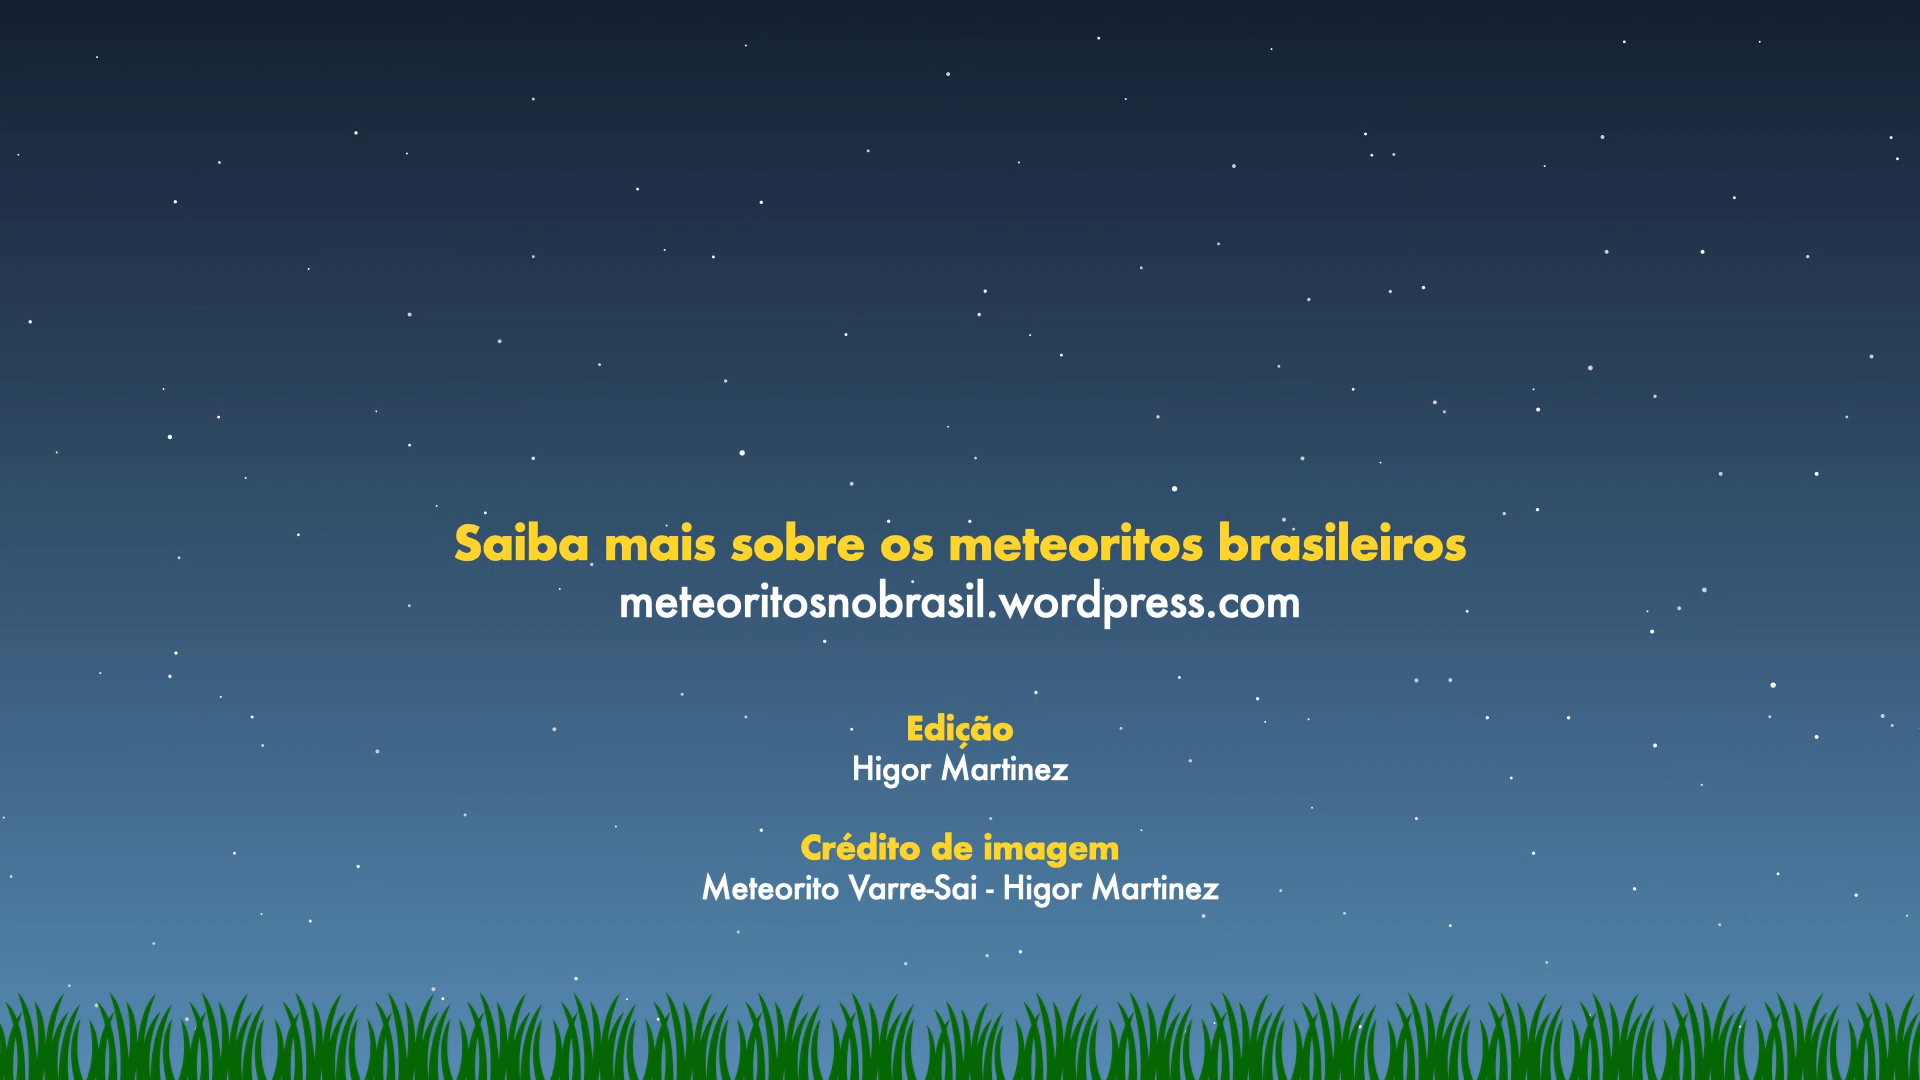 Saiba mais sobre os meteoritos brasileiros
meteoritosnobrasil.wordpress.com
Edição
Higor Martinez
Crédito de imagem
Meteorito Varre-Sai - Higor Martinez